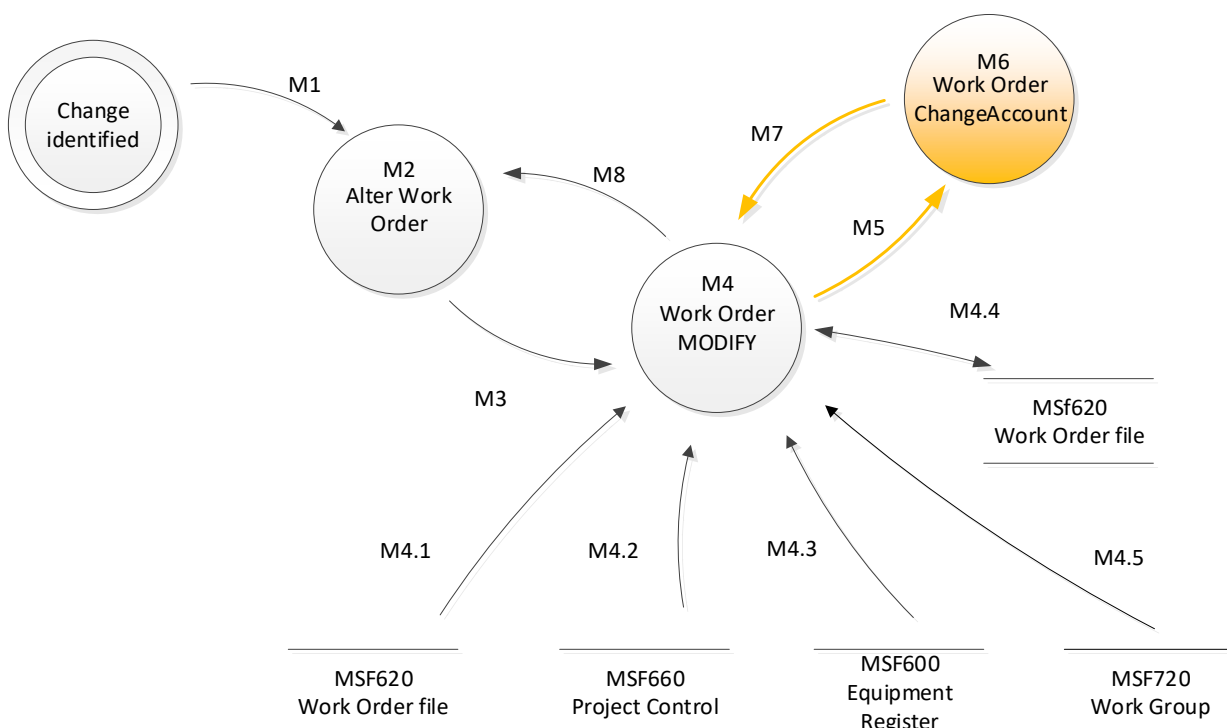 Change
identified
M1
M2
Alter Work
Order
M8
M7
M6
Work Order
ChangeAccount
M5
M4
Work Order
MODIFY
M3
M4.4
MSf620
Work Order file
M4.1
M4.2
M4.3
M4.5
MSF620
Work Order file
MSF660
Project Control
MSF600
Equipment
Register
MSF720
Work Group